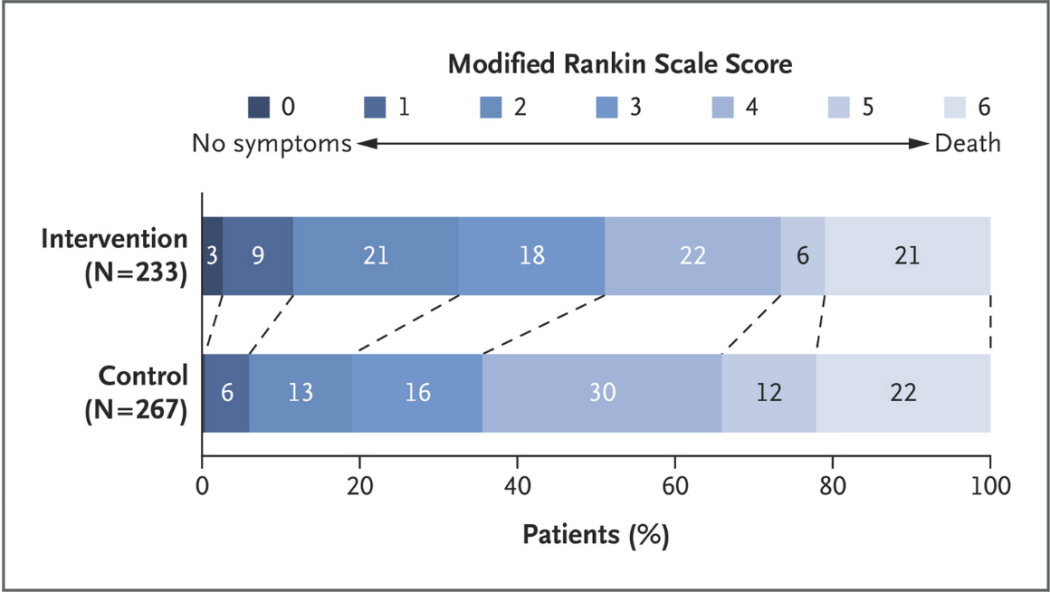 Modified Rankin Scale Score
0 1 2 3 4 5 6
No symptoms Death
Intervention
(N=233)
3 9 21 18 22 6 21
Control
(N=267)
6 13 16 30 12 22
0 20 40 60 80 100
Patients (%)